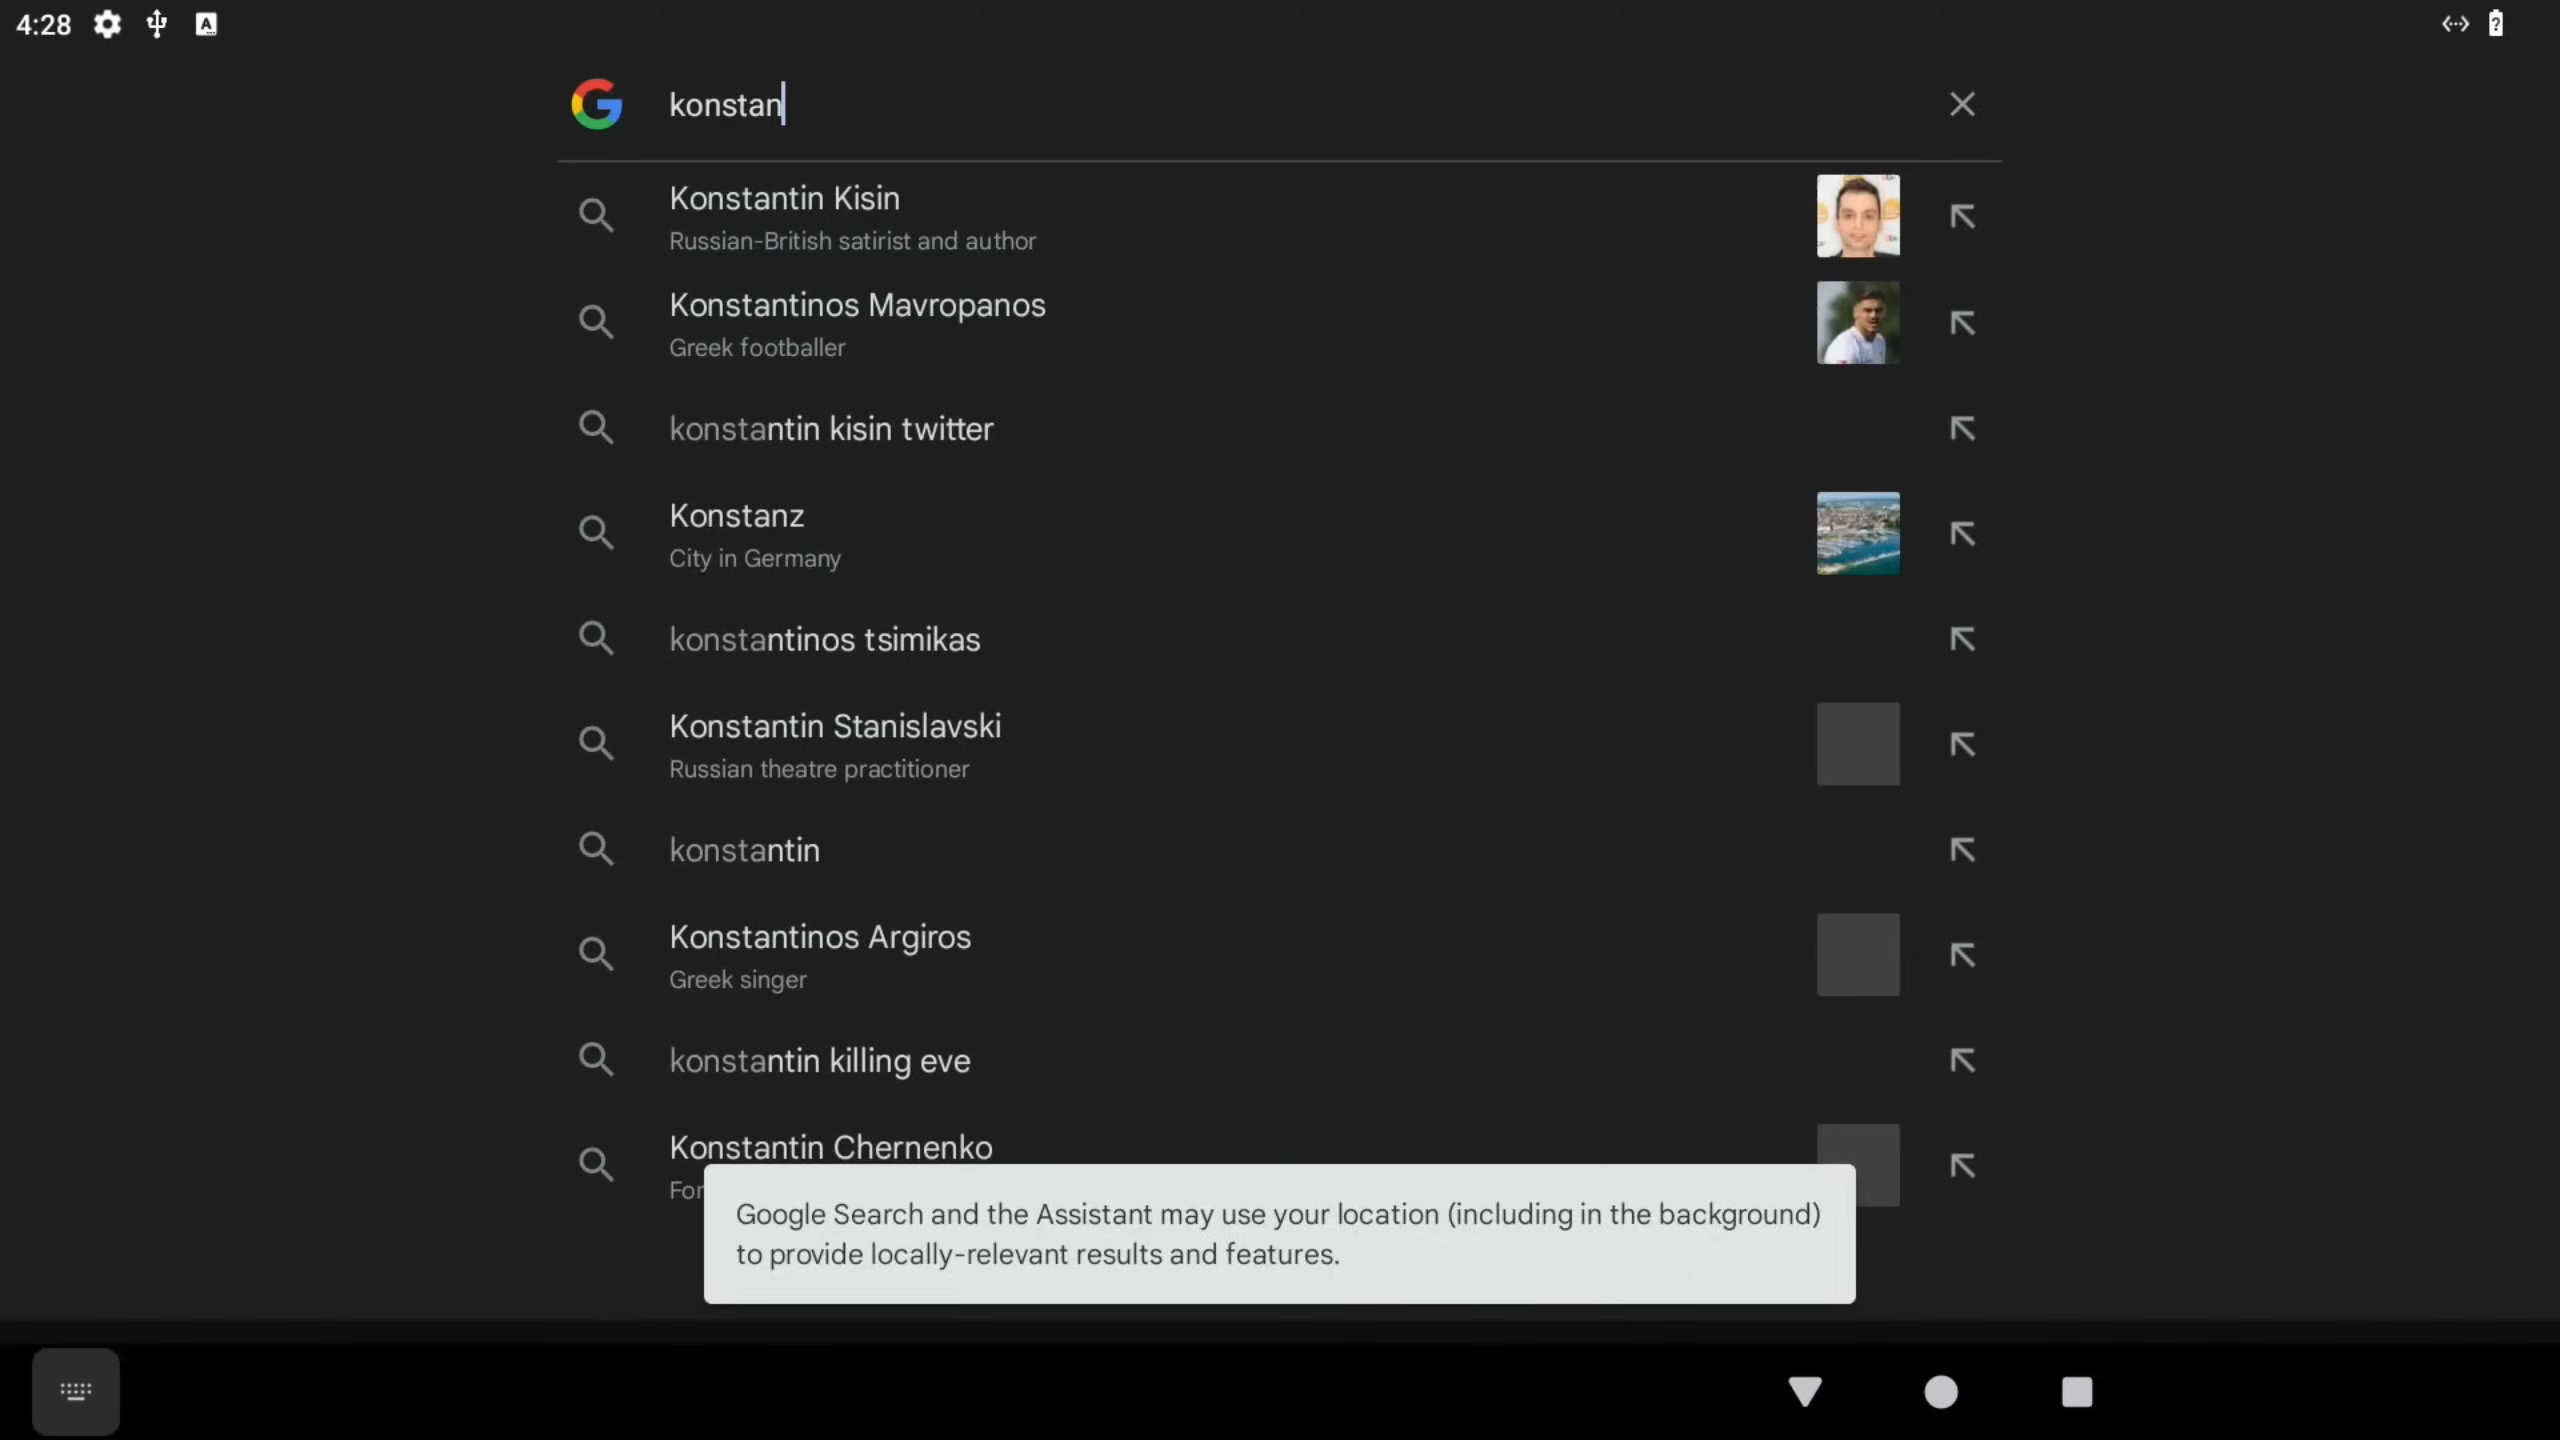 4:28
konstan
Konstantin Kisin
Russian-British satirist and author
Konstantinos Mavropanos
Greek footballer
konstantin kisin twitter
Konstanz
City in Germany
konstantinos tsimikas
Konstantin Stanislavski
Russian theatre practitioner
konstantin
Konstantinos Argiros
Greek singer
konstantin killing eve
Konstantin Chernenko
For
Google Search and the Assistant may use your location (including in the background)
to provide locally-relevant results and features.